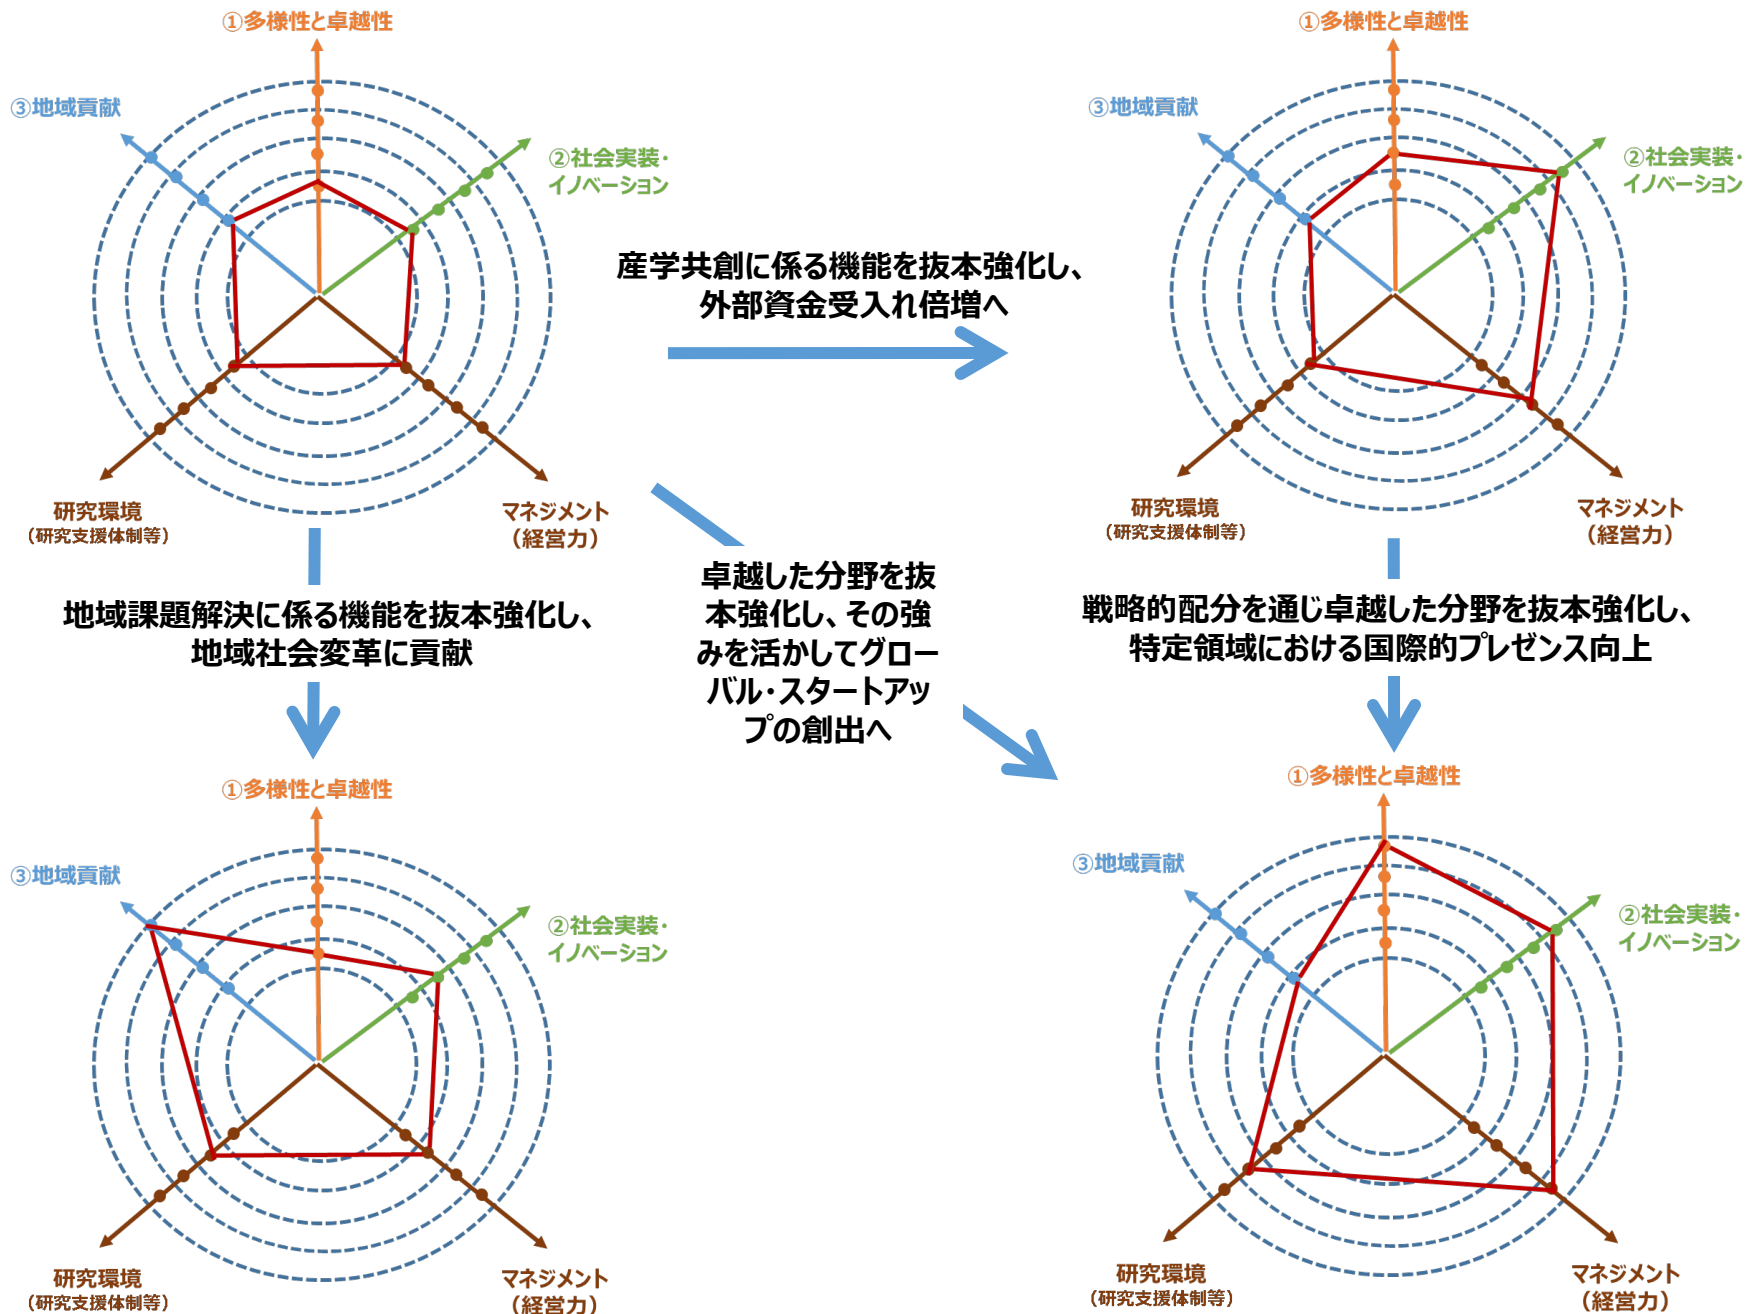 ①多様性と卓越性
③地域貢献
②社会実装・
イノベーション
研究環境
（研究支援体制等）
マネジメント
（経営力）
産学共創に係る機能を抜本強化し、
外部資金受入れ倍増へ
①多様性と卓越性
③地域貢献
②社会実装・
イノベーション
研究環境
（研究支援体制等）
マネジメント
（経営力）
地域課題解決に係る機能を抜本強化し、
地域社会変革に貢献
卓越した分野を抜
本強化し、その強
みを活かしてグロー
バル・スタートアッ
プの創出へ
戦略的配分を通じ卓越した分野を抜本強化し、
特定領域における国際的プレゼンス向上
①多様性と卓越性
③地域貢献
②社会実装・
イノベーション
研究環境
（研究支援体制等）
マネジメント
（経営力）
①多様性と卓越性
③地域貢献
②社会実装・
イノベーション
研究環境
（研究支援体制等）
マネジメント
（経営力）